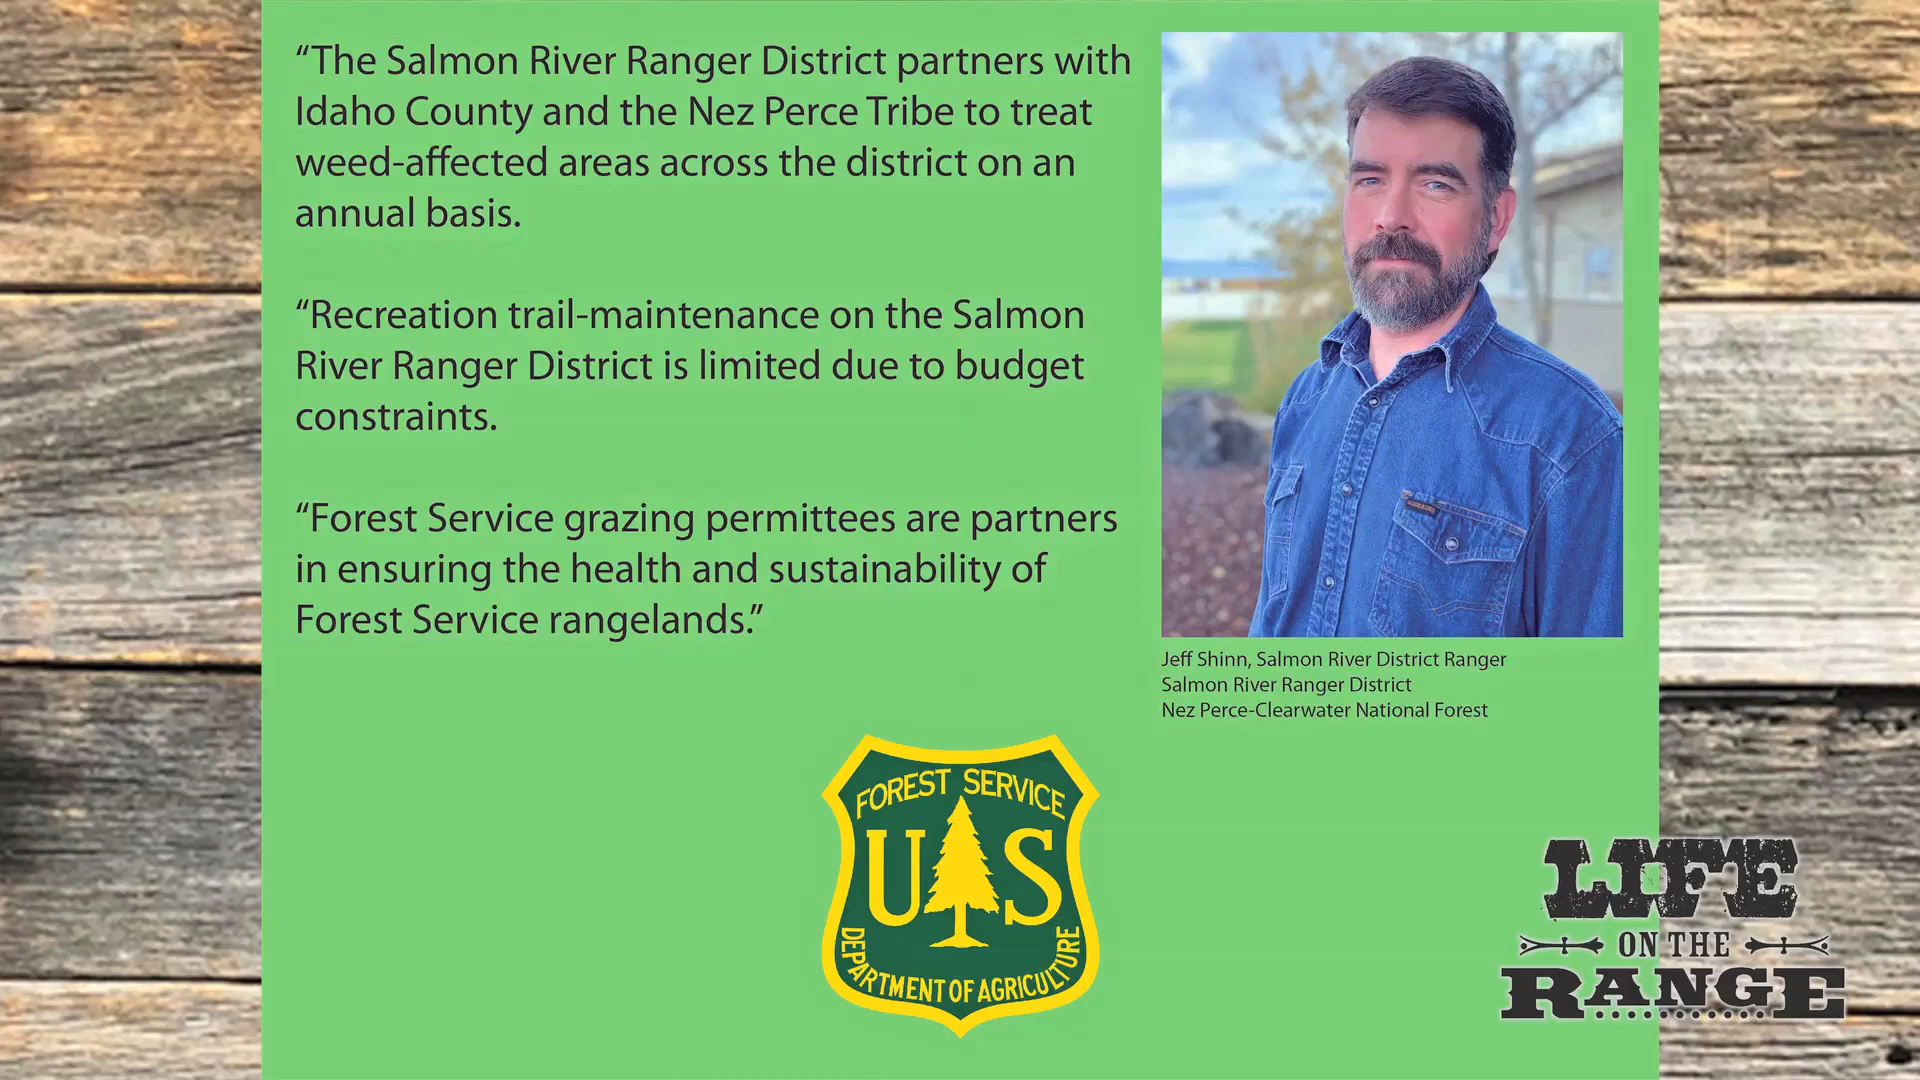 “The Salmon River Ranger District partners with
Idaho County and the Nez Perce Tribe to treat
weed-affected areas across the district on an
annual basis.
“Recreation trail-maintenance on the Salmon
River Ranger District is limited due to budget
constraints.
“Forest Service grazing permittees are partners
in ensuring the health and sustainability of
Forest Service rangelands.”
Jeff Shinn, Salmon River District Ranger
Salmon River Ranger District
Nez Perce-Clearwater National Forest
FOREST SERVICE
U S
DEPARTMENT OF AGRICULTURE
LIFE
ON THE
RANGE